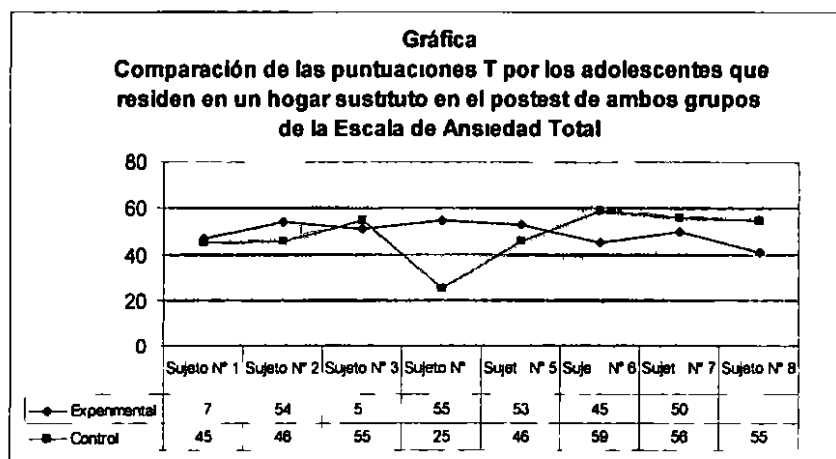 Gráfica
Comparación de las puntuaciones T por los adolescentes que
residen en un hogar sustituto en el postest de ambos grupos
de la Escala de Ansiedad Total
80
60
40
20
0
Sujeto N° 1 Sujeto N° 2 Sujeto N° 3 Sujeto N° Sujet N° 5 Suje N° 6 Sujet N° 7 Sujeto N° 8
Experimental 7 54 5 55 53 45 50
Control 45 46 55 25 46 59 56 55